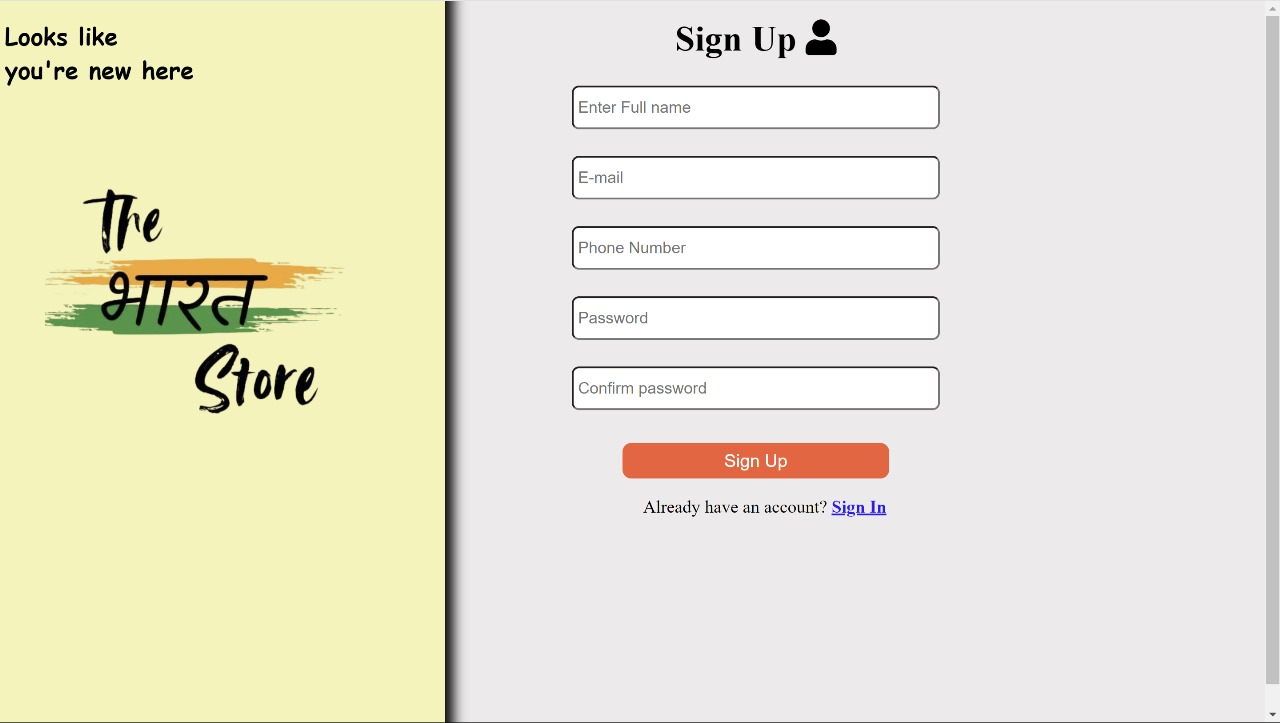 Looks like
you're new here
The
भारत
Store
Sign Up
Enter Full name
E-mail
Phone Number
Password
Confirm password
Sign Up
Already have an account? Sign In